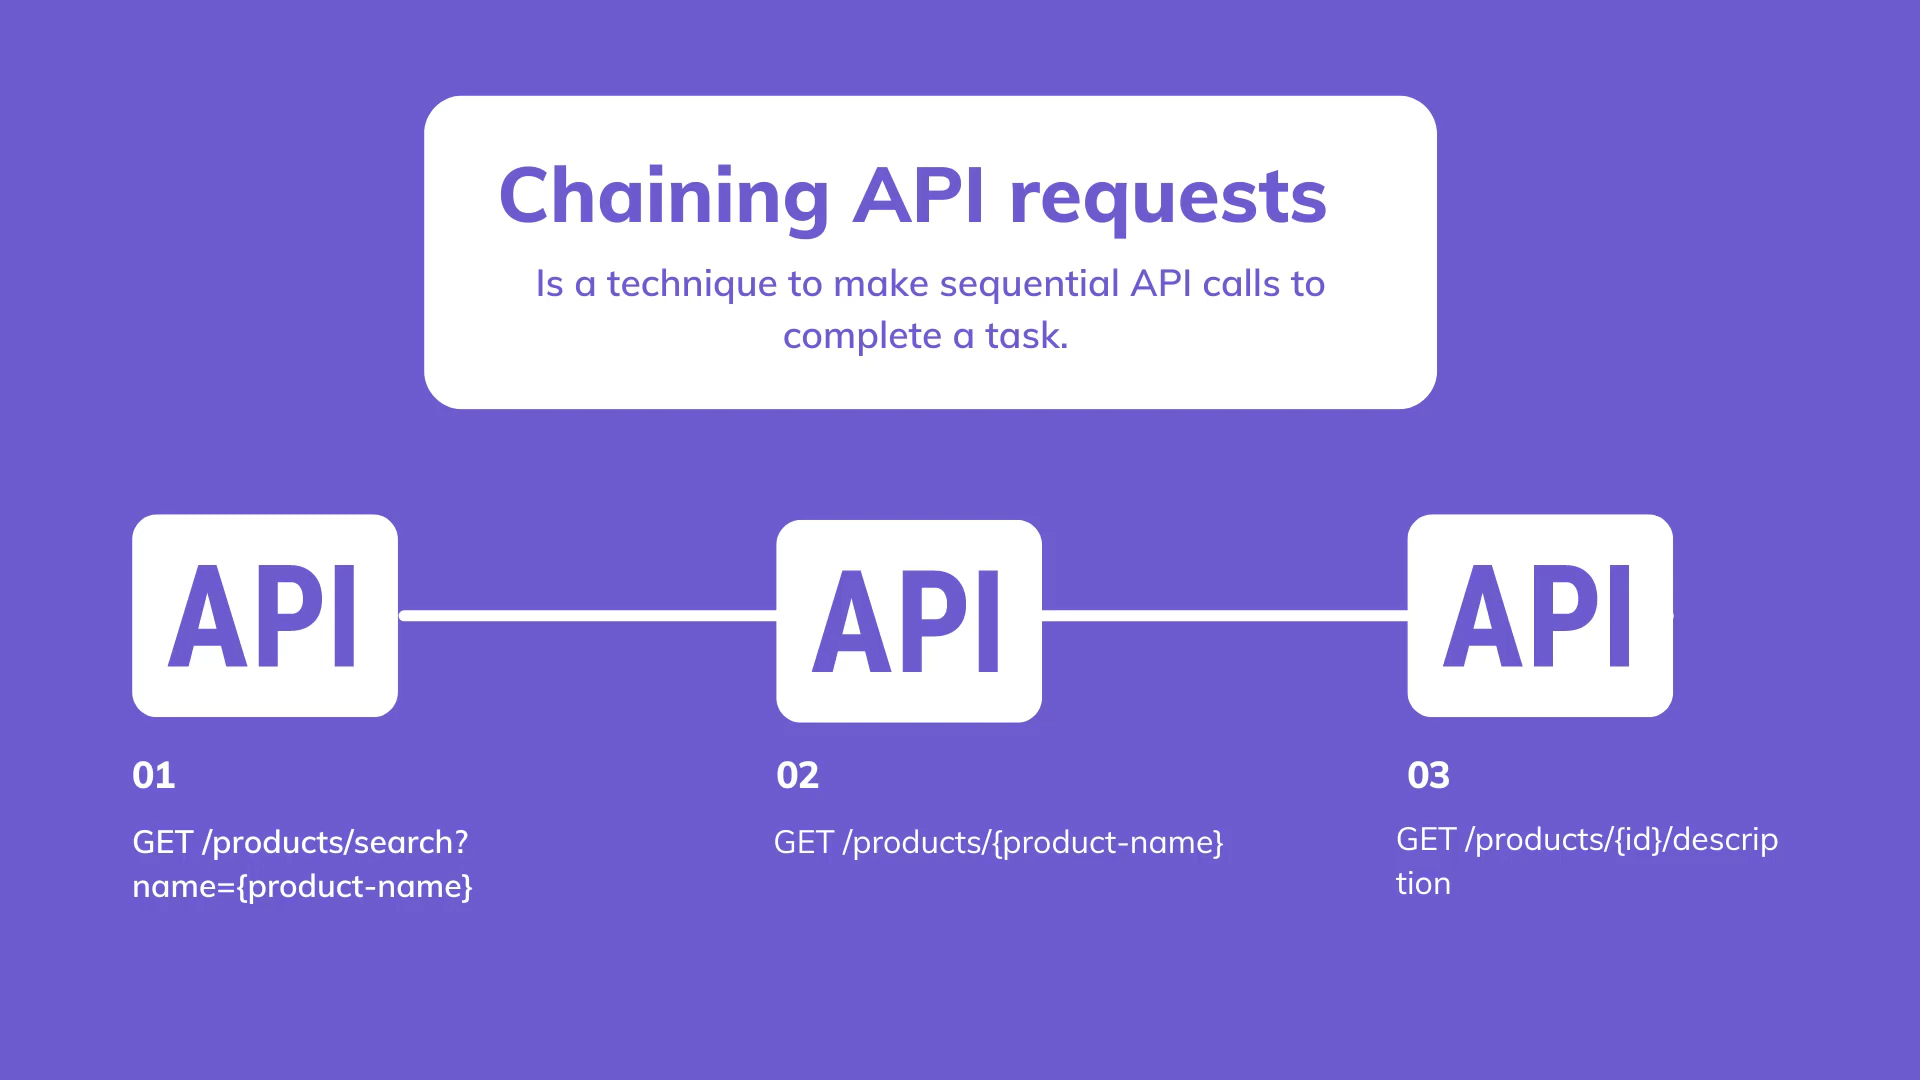 Chaining API requests
Is a technique to make sequential API calls to
complete a task.
API
API
API
01
GET /products/search?
name={product-name}
02
GET /products/{product-name}
03
GET /products/{id}/descrip
tion